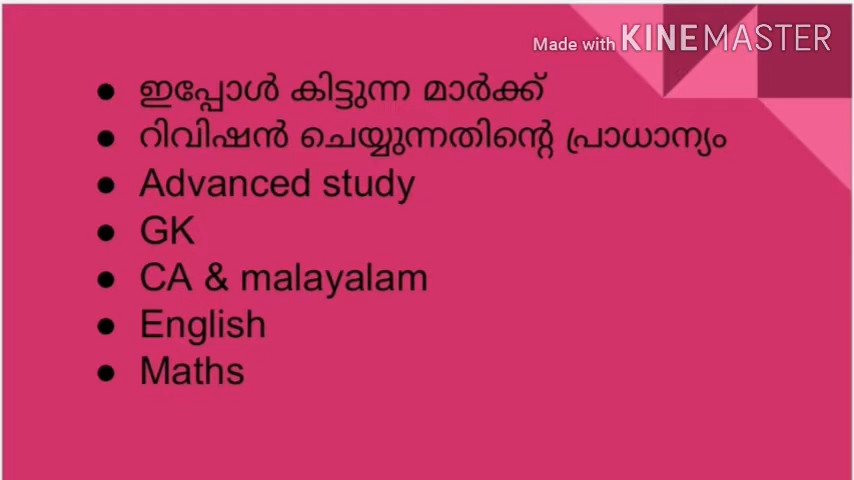 Made with KINEMASTER
● ഇപ്പോൾ കിട്ടുന്ന മാർക്ക്
● റിവിഷൻ ചെയ്യുന്നതിന്റെ പ്രാധാന്യം
● Advanced study
● GK
● CA & malayalam
● English
● Maths